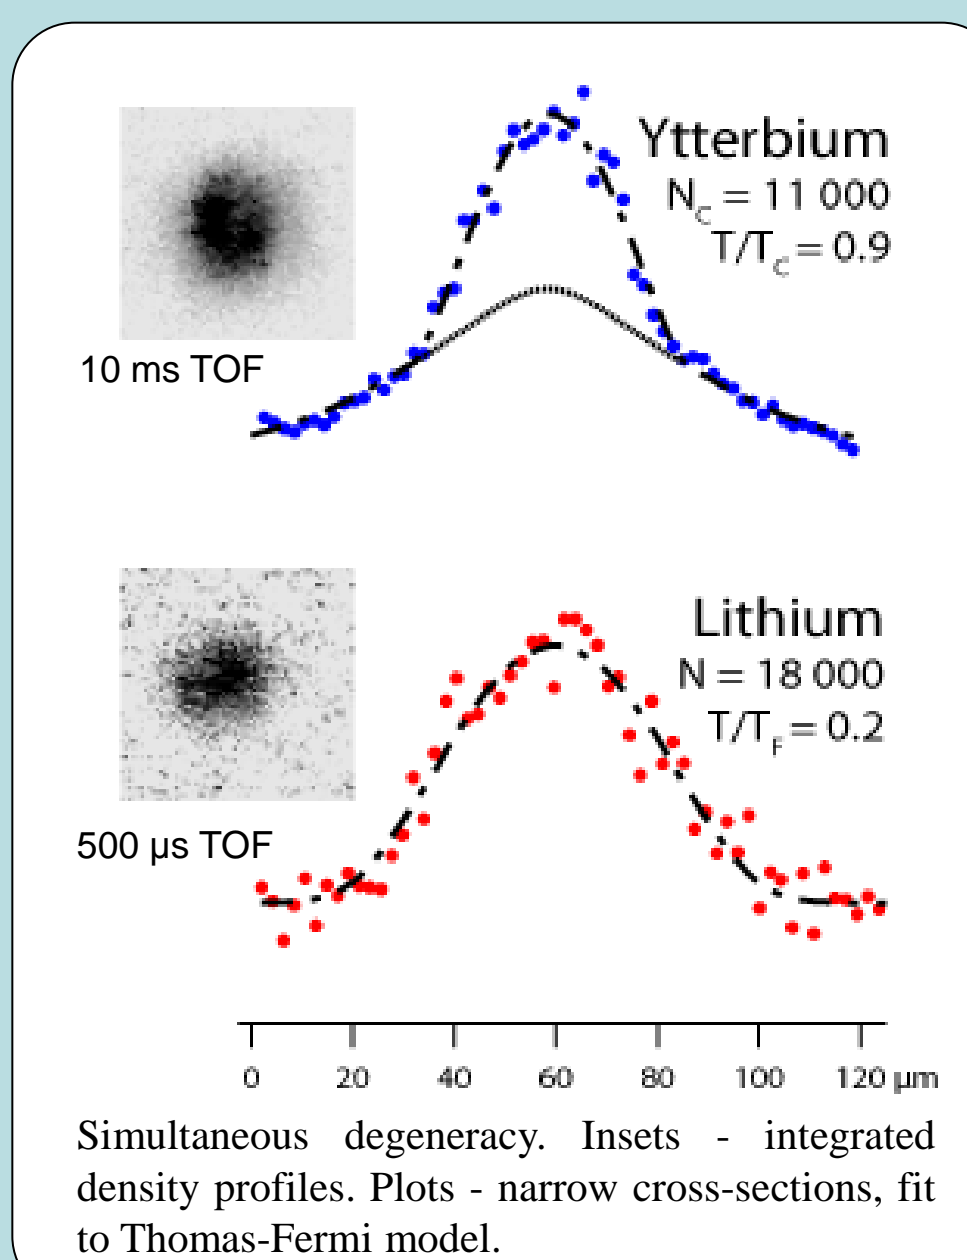 Ytterbium
N_C = 11 000
T/T_C = 0.9
10 ms TOF
Lithium
N = 18 000
T/T_F = 0.2
500 µs TOF
0 20 40 60 80 100 120 µm
Simultaneous degeneracy. Insets - integrated
density profiles. Plots - narrow cross-sections, fit
to Thomas-Fermi model.